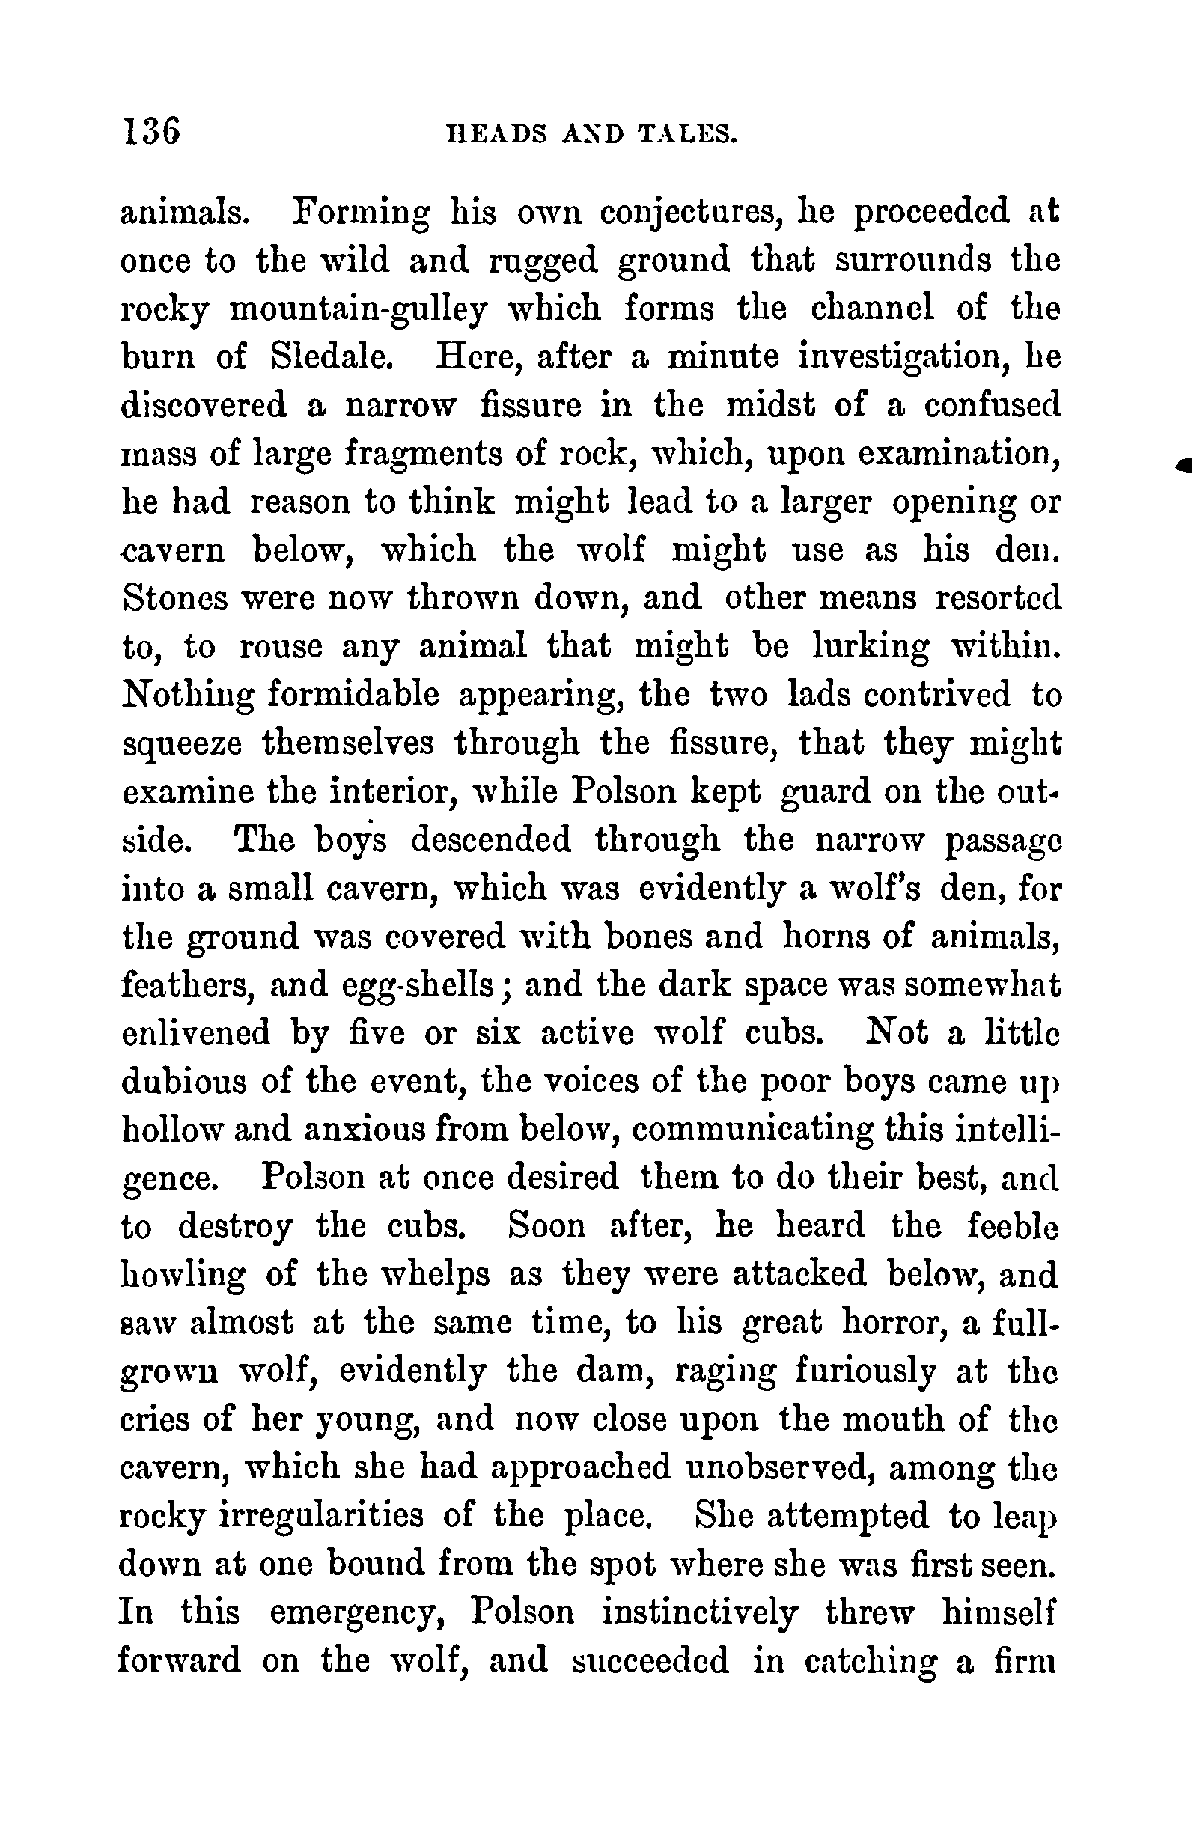 136 HEADS AND TALES.
animals. Forming his own conjectures, he proceeded at
once to the wild and rugged ground that surrounds the
rocky mountain-gulley which forms the channel of the
burn of Sledale. Here, after a minute investigation, he
discovered a narrow fissure in the midst of a confused
mass of large fragments of rock, which, upon examination,
he had reason to think might lead to a larger opening or
cavern below, which the wolf might use as his den.
Stones were now thrown down, and other means resorted
to, to rouse any animal that might be lurking within.
Nothing formidable appearing, the two lads contrived to
squeeze themselves through the fissure, that they might
examine the interior, while Polson kept guard on the out-
side. The boys descended through the narrow passage
into a small cavern, which was evidently a wolf's den, for
the ground was covered with bones and horns of animals,
feathers, and egg-shells; and the dark space was somewhat
enlivened by five or six active wolf cubs. Not a little
dubious of the event, the voices of the poor boys came up
hollow and anxious from below, communicating this intelli-
gence. Polson at once desired them to do their best, and
to destroy the cubs. Soon after, he heard the feeble
howling of the whelps as they were attacked below, and
saw almost at the same time, to his great horror, a full-
grown wolf, evidently the dam, raging furiously at the
cries of her young, and now close upon the mouth of the
cavern, which she had approached unobserved, among the
rocky irregularities of the place. She attempted to leap
down at one bound from the spot where she was first seen.
In this emergency, Polson instinctively threw himself
forward on the wolf, and succeeded in catching a firm